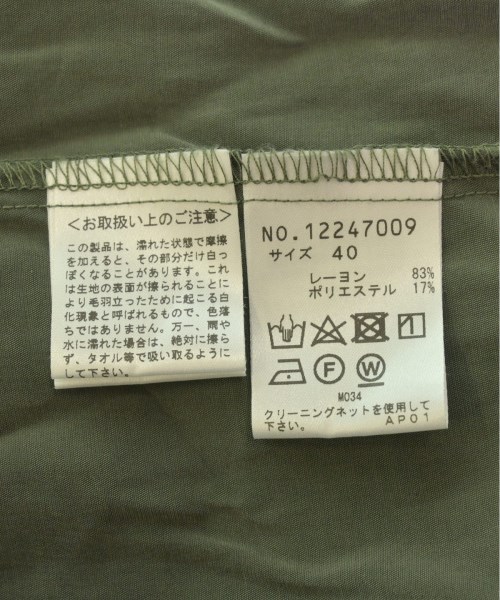 <お取扱い上のご注意>
この製品は、濡れた状態で摩擦
を加えると、その部分だけ白っ
ぽくなることがあります。これ
は生地の表面が擦られることに
より毛羽立ったために起こる白
化現象と呼ばれるもので、色落
ちではありません。万一、雨や
水に濡れた場合は、絶対に擦ら
ず、タオル等で吸い取るように
して下さい。
NO.12247009
サイズ 40
レーヨン 83%
ポリエステル 17%
F W
M034
クリーニングネットを使用して
下さい。 AP01